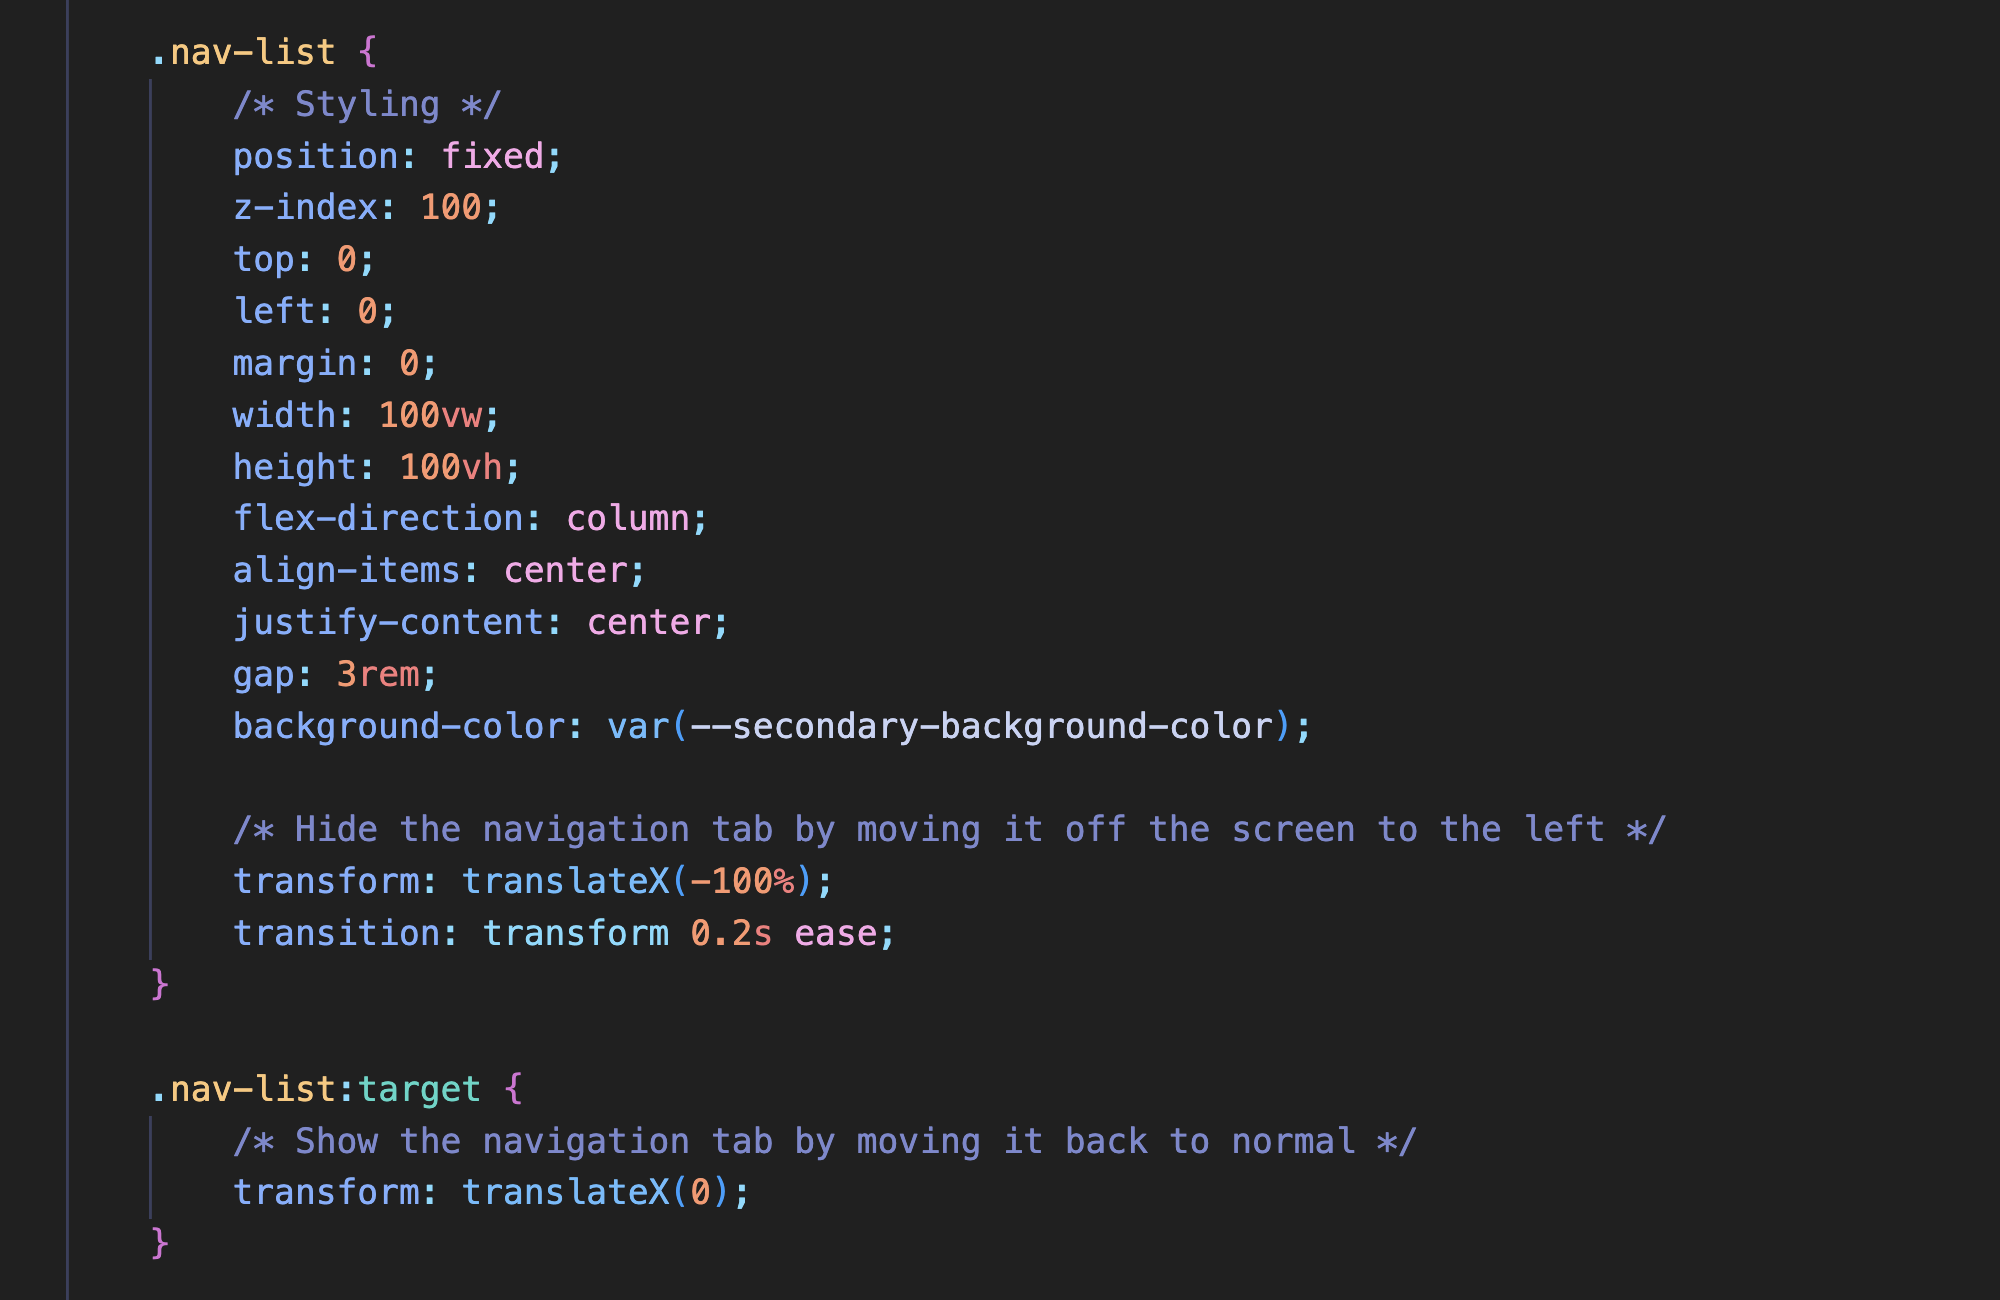 .nav-list {
/* Styling */
position: fixed;
z-index: 100;
top: 0;
left: 0;
margin: 0;
width: 100vw;
height: 100vh;
flex-direction: column;
align-items: center;
justify-content: center;
gap: 3rem;
background-color: var(--secondary-background-color);
/* Hide the navigation tab by moving it off the screen to the left */
transform: translateX(-100%);
transition: transform 0.2s ease;
}
.nav-list:target {
/* Show the navigation tab by moving it back to normal */
transform: translateX(0);
}